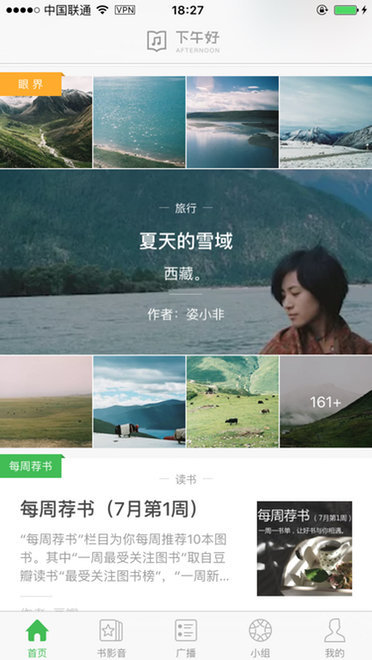 中国联通 VPN 18:27
下午好
AFTERNOON
眼界
旅行
夏天的雪域
西藏。
作者:姿小非
161+
每周荐书
读书
每周荐书(7月第1周)
“每周荐书”栏目为你每周推荐10本图
书。其中“一周最受关注图书”取自豆
瓣读书“最受关注图书榜”,“一周新...
每周荐书(7月第1周)
一周一书单,让好书与你相遇。
首页 书影音 广播 小组 我的